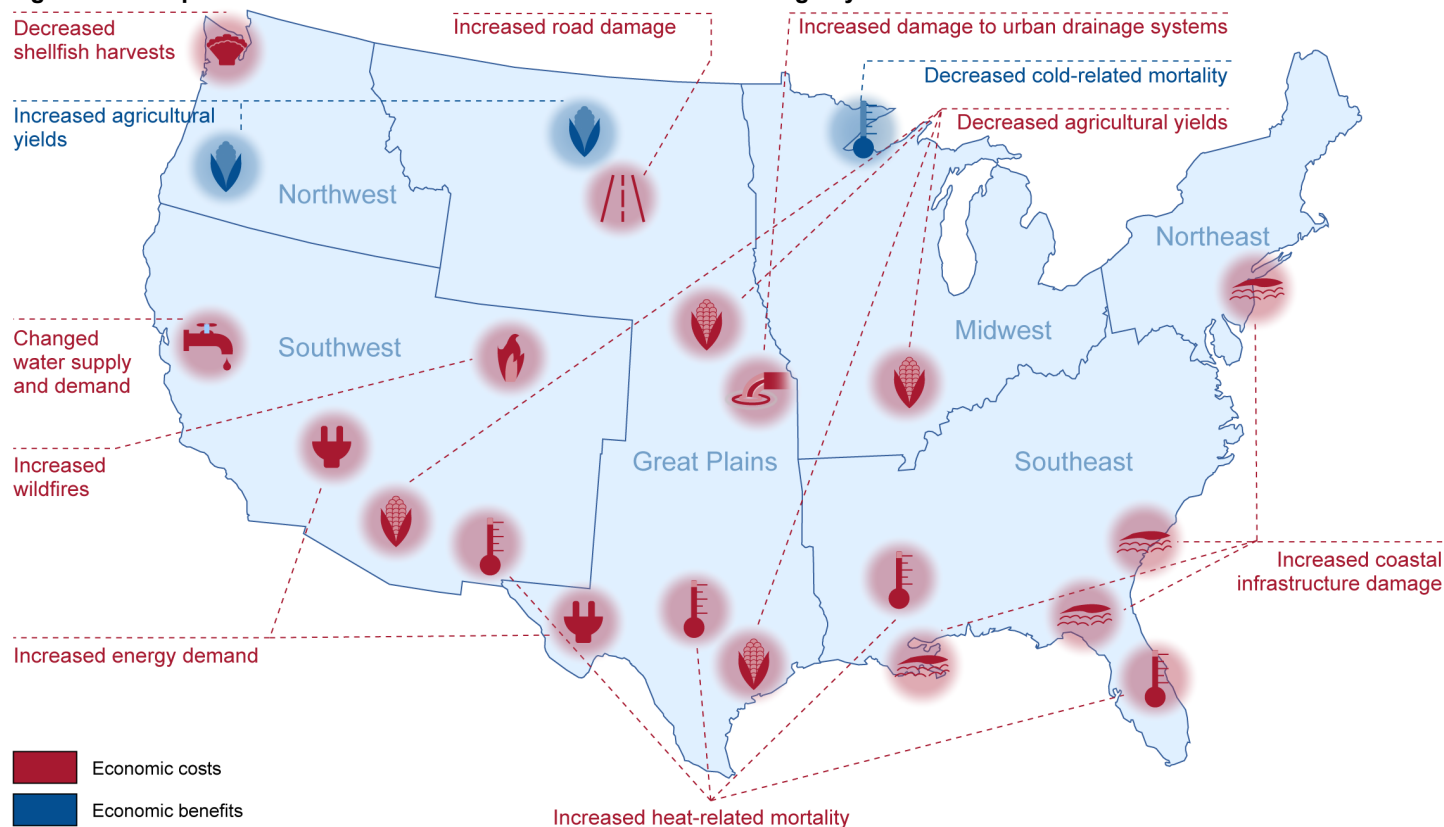 Decreased
shellfish harvests
Increased road damage
Increased damage to urban drainage systems
Decreased cold-related mortality
Increased agricultural
yields
Decreased agricultural yields
Northwest
Northeast
Changed
water supply
and demand
Southwest
Midwest
Increased
wildfires
Great Plains
Southeast
Increased coastal
infrastructure damage
Increased energy demand
Economic costs
Economic benefits
Increased heat-related mortality